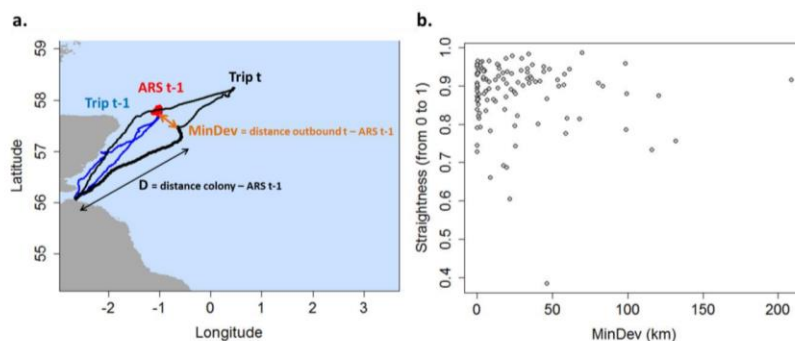 a.
59
58
57
56
55
Latitude
-2
-1
0
1
2
3
Longitude
ARS t-1
Trip t
Trip t-1
MinDev = distance outbound t – ARS t-1
D = distance colony – ARS t-1
b.
1.0
0.9
0.8
0.7
0.6
0.5
0.4
Straightness (from 0 to 1)
0
50
100
150
200
MinDev (km)